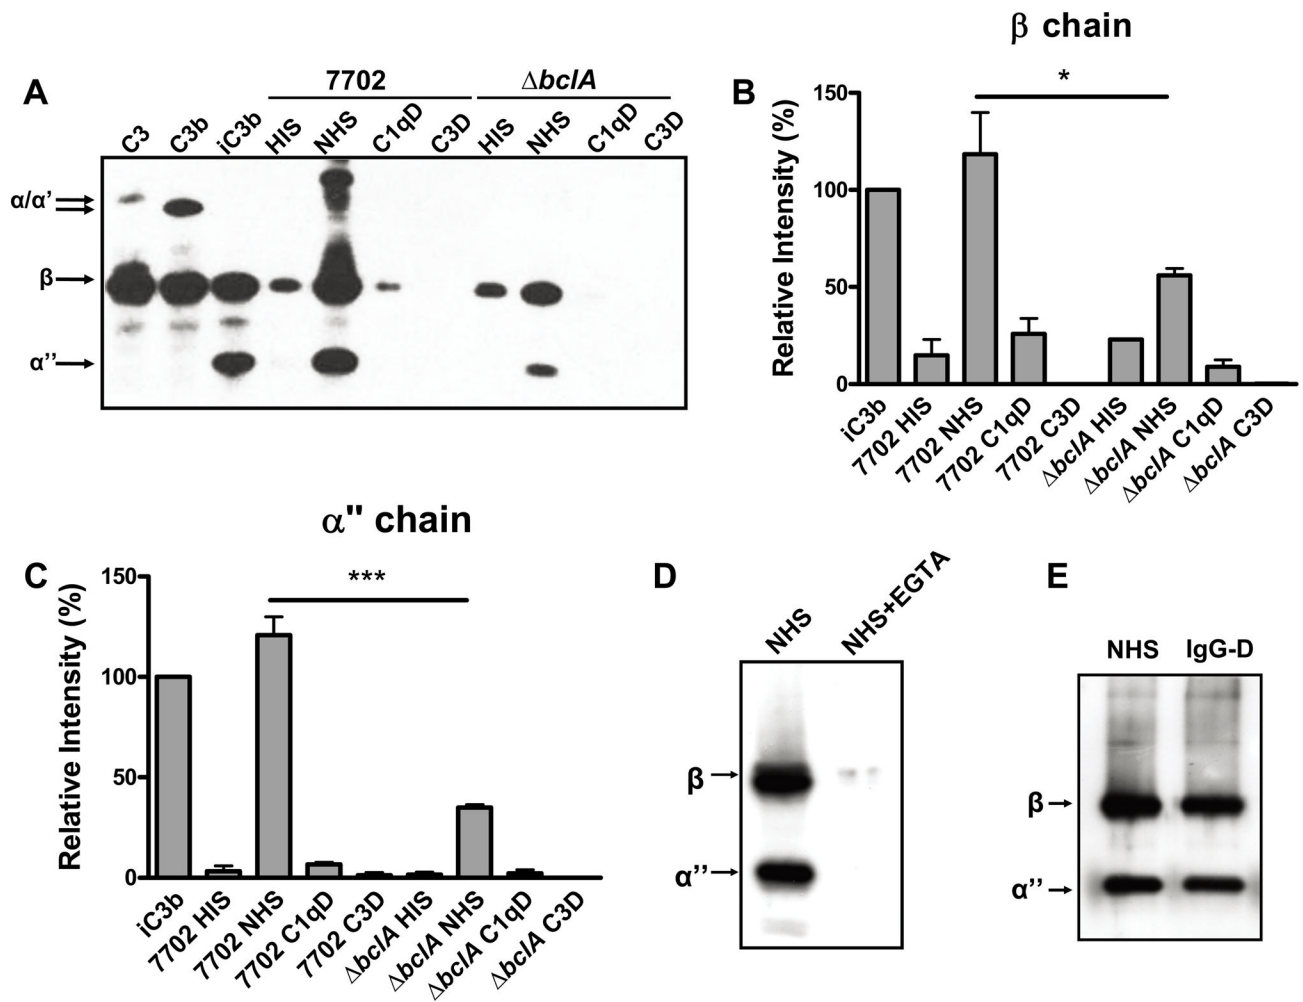 A
7702
ΔbclA
C3 C3b iC3b HIS NHS C1qD C3D HIS NHS C1qD C3D
α/α’
β
α’’
β chain
B
*
Relative Intensity (%)
150
100
50
0
iC3b 7702 HIS 7702 NHS 7702 C1qD 7702 C3D ΔbclA HIS ΔbclA NHS ΔbclA C1qD ΔbclA C3D
α" chain
C
***
Relative Intensity (%)
150
100
50
0
iC3b 7702 HIS 7702 NHS 7702 C1qD 7702 C3D ΔbclA HIS ΔbclA NHS ΔbclA C1qD ΔbclA C3D
D
NHS NHS+EGTA
β
α’’
E
NHS IgG-D
β
α’’